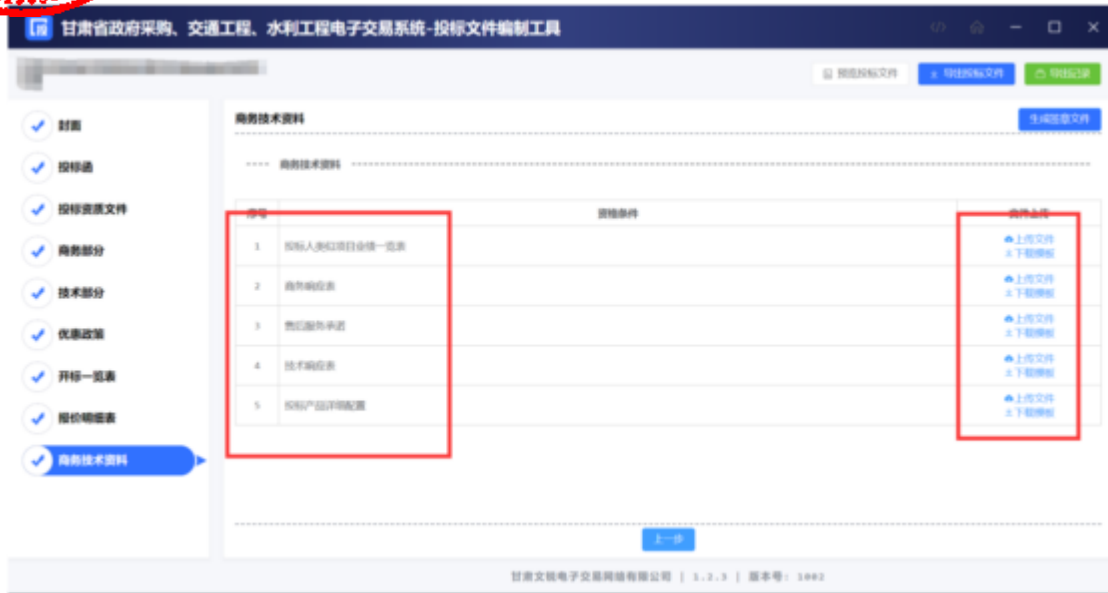 甘肃省政府采购、交通工程、水利工程电子交易系统-投标文件编制工具
预览投标文件
导出投标文件
导出记录
封面
投标函
投标资质文件
商务部分
技术部分
优惠政策
开标一览表
报价明细表
商务技术资料
商务技术资料
生成签章文件
商务技术资料
序号 资格条件 文件上传
1 投标人类似项目业绩一览表 上传文件
下载模板
2 商务响应表 上传文件
下载模板
3 售后服务承诺 上传文件
下载模板
4 技术响应表 上传文件
下载模板
5 投标产品详细配置 上传文件
下载模板
上一步
甘肃文锐电子交易网络有限公司 | 1.2.3 | 版本号: 1002